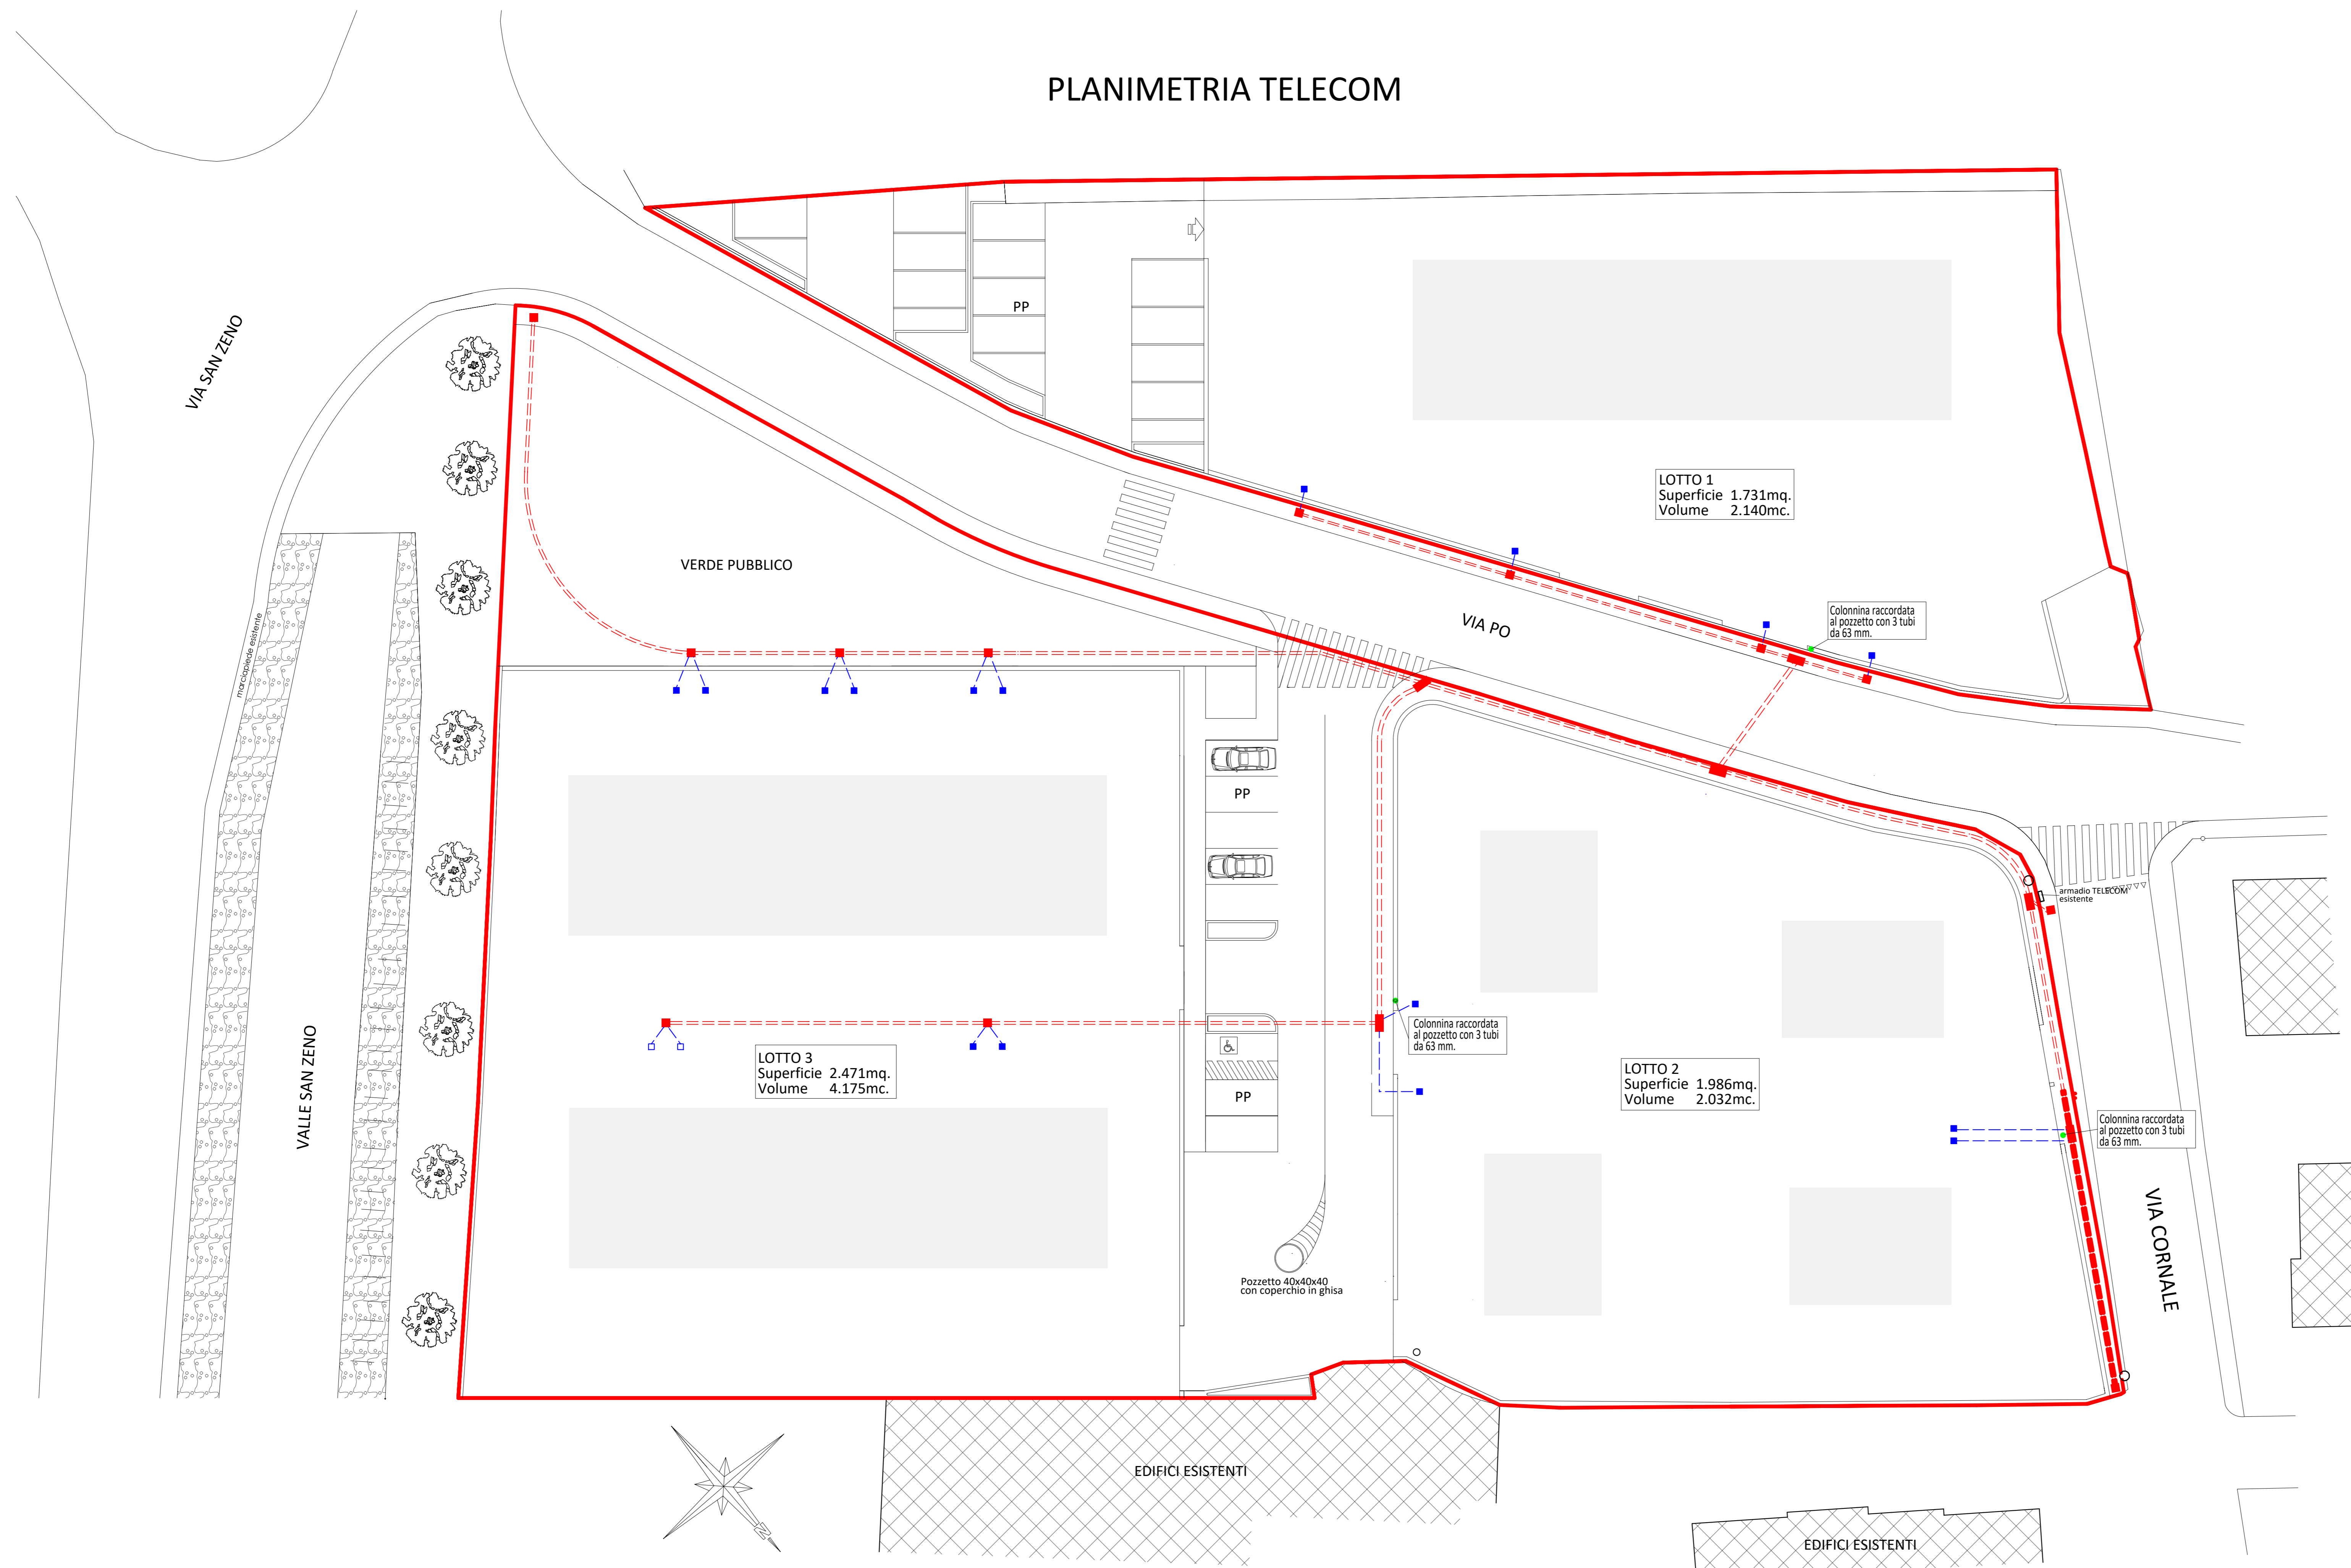 PLANIMETRIA TELECOM
PP
VIA SAN ZENO
LOTTO 1
Superficie 1.731mq.
Volume 2.140mc.
VERDE PUBBLICO
VIA PO
Colonnina raccordata
al pozzetto con 3 tubi
da 63 mm.
marciapiede esistente
PP
armadio TELECOM
esistente
Colonnina raccordata
al pozzetto con 3 tubi
da 63 mm.
LOTTO 3
Superficie 2.471mq.
Volume 4.175mc.
LOTTO 2
Superficie 1.986mq.
Volume 2.032mc.
VALLE SAN ZENO
PP
Colonnina raccordata
al pozzetto con 3 tubi
da 63 mm.
VIA CORNALE
Pozzetto 40x40x40
con coperchio in ghisa
EDIFICI ESISTENTI
N
EDIFICI ESISTENTI